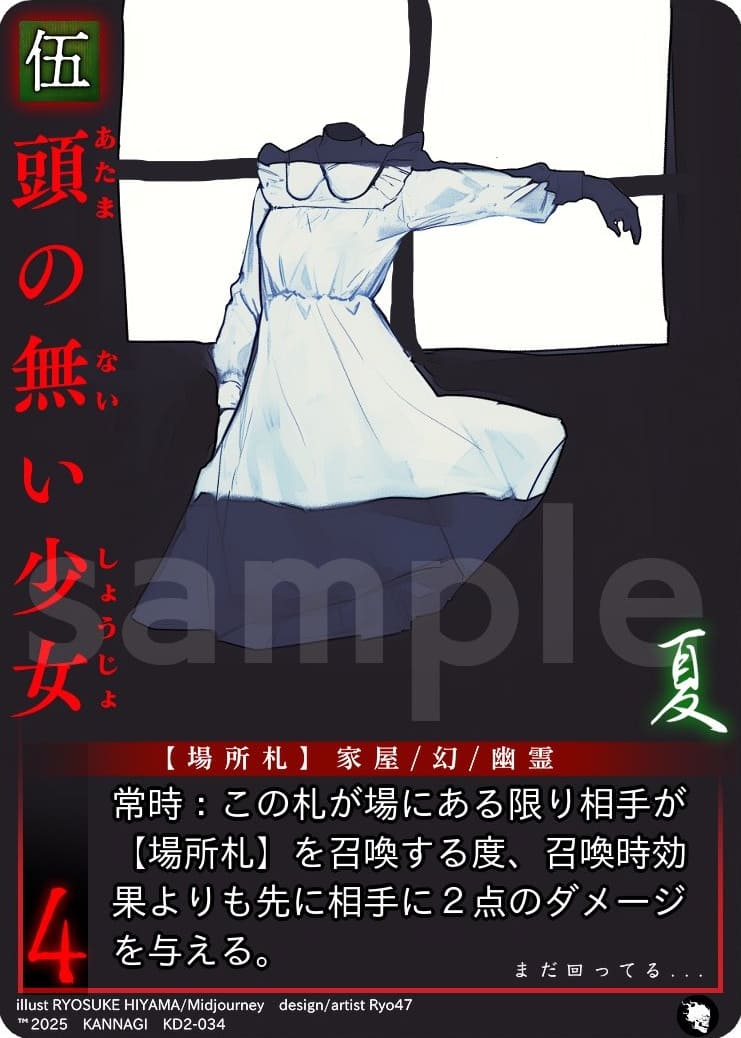 伍
頭の無い少女
あたま
ない
しょうじょ
sample
夏
【場所札】家屋/幻/幽霊
常時：この札が場にある限り相手が
【場所札】を召喚する度、召喚時効
果よりも先に相手に２点のダメージ
を与える。
4
まだ回ってる...
illust RYOSUKE HIYAMA/Midjourney design/artist Ryo47
™2025 KANNAGI KD2-034